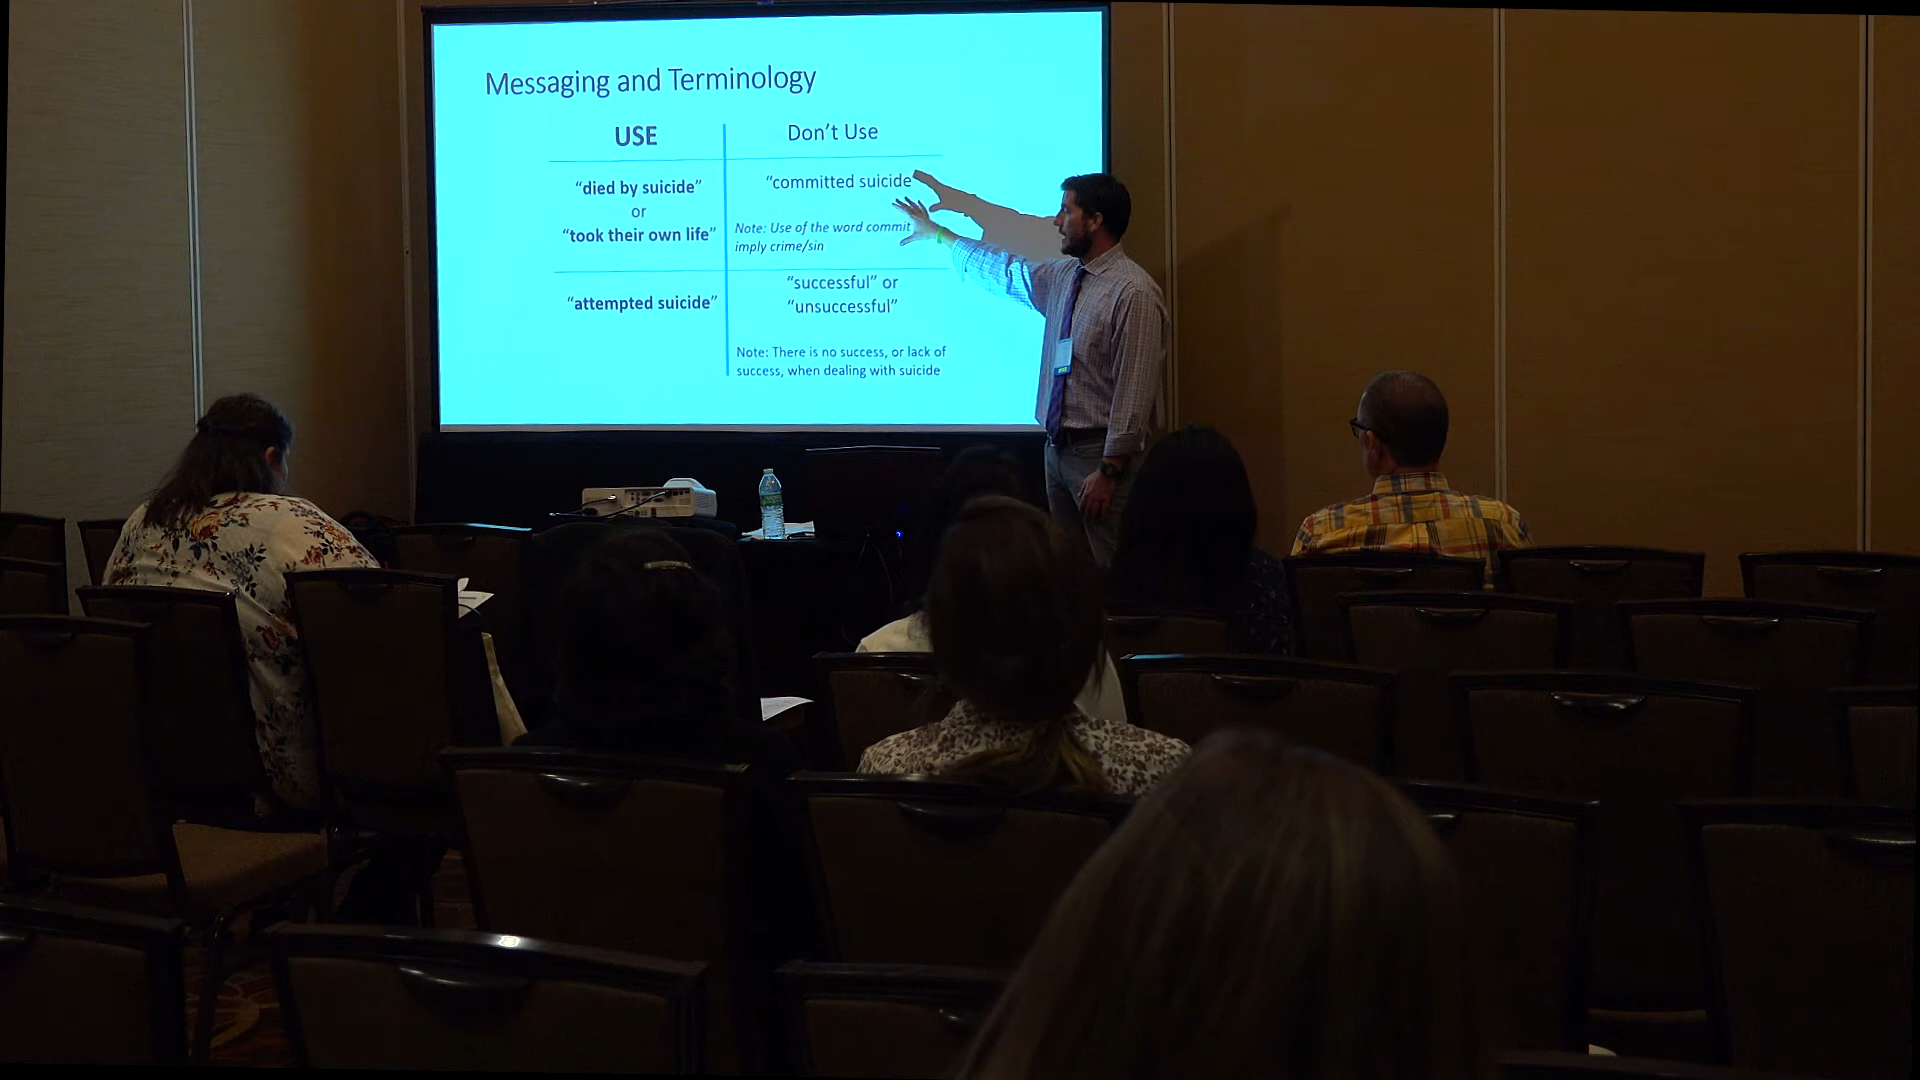 Messaging and Terminology
USE
Don't Use
"died by suicide"
or
"took their own life"
"committed suicide
Note: Use of the word commit
imply crime/sin
"attempted suicide"
"successful" or
"unsuccessful"
Note: There is no success, or lack of
success, when dealing with suicide